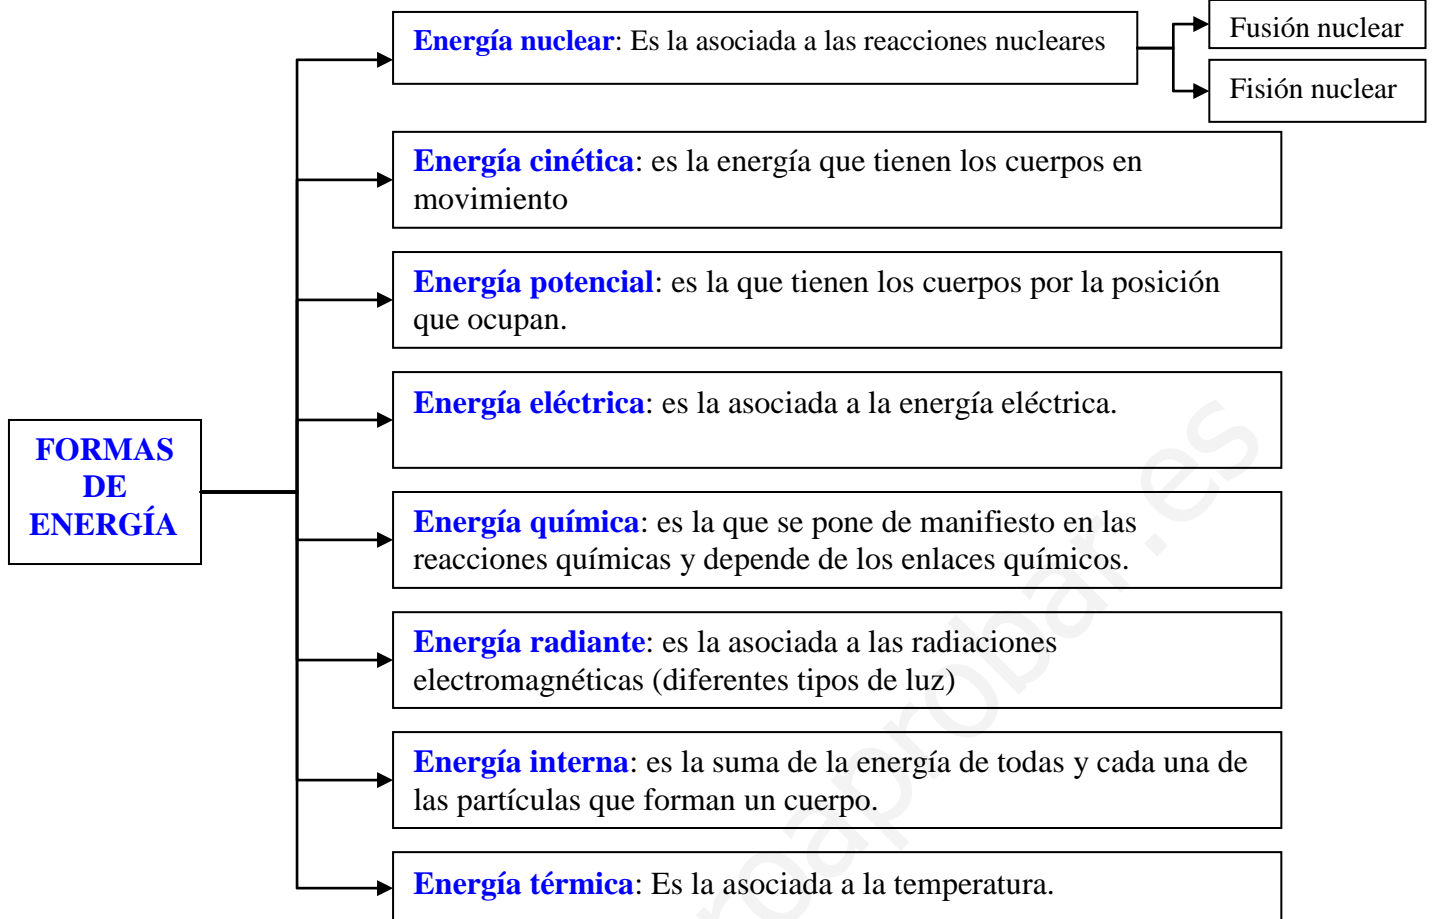 Energía nuclear: Es la asociada a las reacciones nucleares
Fusión nuclear
Fisión nuclear
Energía cinética: es la energía que tienen los cuerpos en
movimiento
Energía potencial: es la que tienen los cuerpos por la posición
que ocupan.
Energía eléctrica: es la asociada a la energía eléctrica.
FORMAS
DE
ENERGÍA
Energía química: es la que se pone de manifiesto en las
reacciones químicas y depende de los enlaces químicos.
Energía radiante: es la asociada a las radiaciones
electromagnéticas (diferentes tipos de luz)
Energía interna: es la suma de la energía de todas y cada una de
las partículas que forman un cuerpo.
Energía térmica: Es la asociada a la temperatura.
roaprobar.es